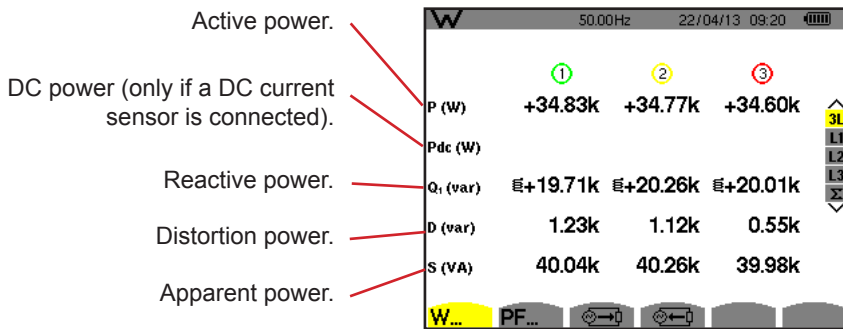 Active power.
DC power (only if a DC current
sensor is connected).
Reactive power.
Distortion power.
Apparent power.
W 50.00Hz 22/04/13 09:20
1 2 3
P (W) +34.83k +34.77k +34.60k
Pdc (W)
Q₁ (var) +19.71k +20.26k +20.01k
D (var) 1.23k 1.12k 0.55k
S (VA) 40.04k 40.26k 39.98k
3L
L1
L2
L3
Σ
W... PF...